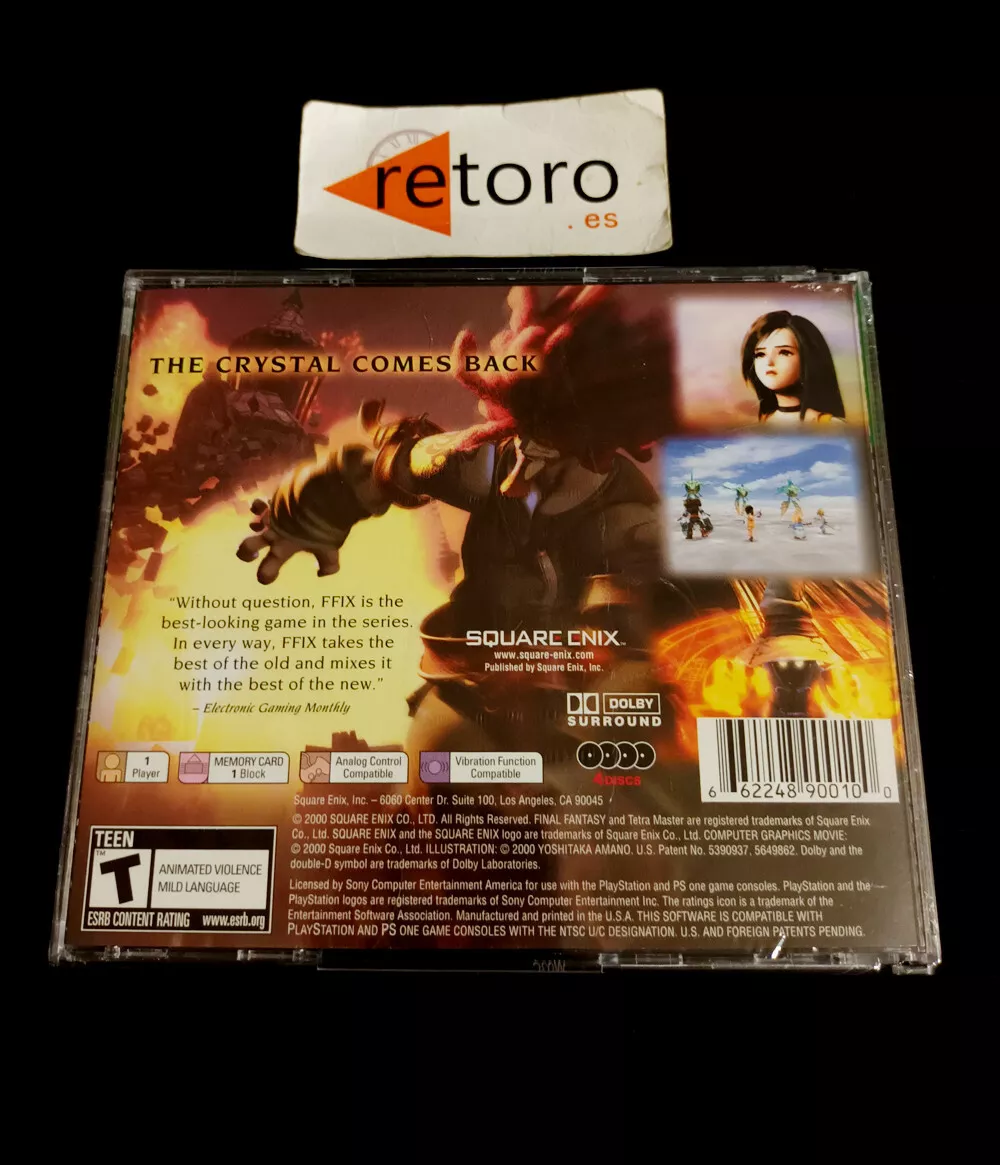 retoro
.es
THE CRYSTAL COMES BACK
"Without question, FFIX is the
best-looking game in the series.
In every way, FFIX takes the
best of the old and mixes it
with the best of the new."
– Electronic Gaming Monthly
SQUARE ENIX™
www.square-enix.com
Published by Square Enix, Inc.
DOLBY
SURROUND
1
Player
MEMORY CARD
1 Block
Analog Control
Compatible
Vibration Function
Compatible
4 DISCS
6 62248 90010 0
Square Enix, Inc. – 6060 Center Dr. Suite 100, Los Angeles, CA 90045
© 2000 SQUARE ENIX CO., LTD. All Rights Reserved. FINAL FANTASY and Tetra Master are registered trademarks of Square Enix
Co., Ltd. SQUARE ENIX and the SQUARE ENIX logo are trademarks of Square Enix Co., Ltd. COMPUTER GRAPHICS MOVIE:
© 2000 Square Enix Co., Ltd. ILLUSTRATION: © 2000 YOSHITAKA AMANO. U.S. Patent No. 5390937, 5649862. Dolby and the
double-D symbol are trademarks of Dolby Laboratories.
Licensed by Sony Computer Entertainment America for use with the PlayStation and PS one game consoles. PlayStation and the
PlayStation logos are registered trademarks of Sony Computer Entertainment Inc. The ratings icon is a trademark of the
Entertainment Software Association. Manufactured and printed in the U.S.A. THIS SOFTWARE IS COMPATIBLE WITH
PLAYSTATION AND PS ONE GAME CONSOLES WITH THE NTSC U/C DESIGNATION. U.S. AND FOREIGN PATENTS PENDING.
TEEN
T
™
ANIMATED VIOLENCE
MILD LANGUAGE
ESRB CONTENT RATING www.esrb.org